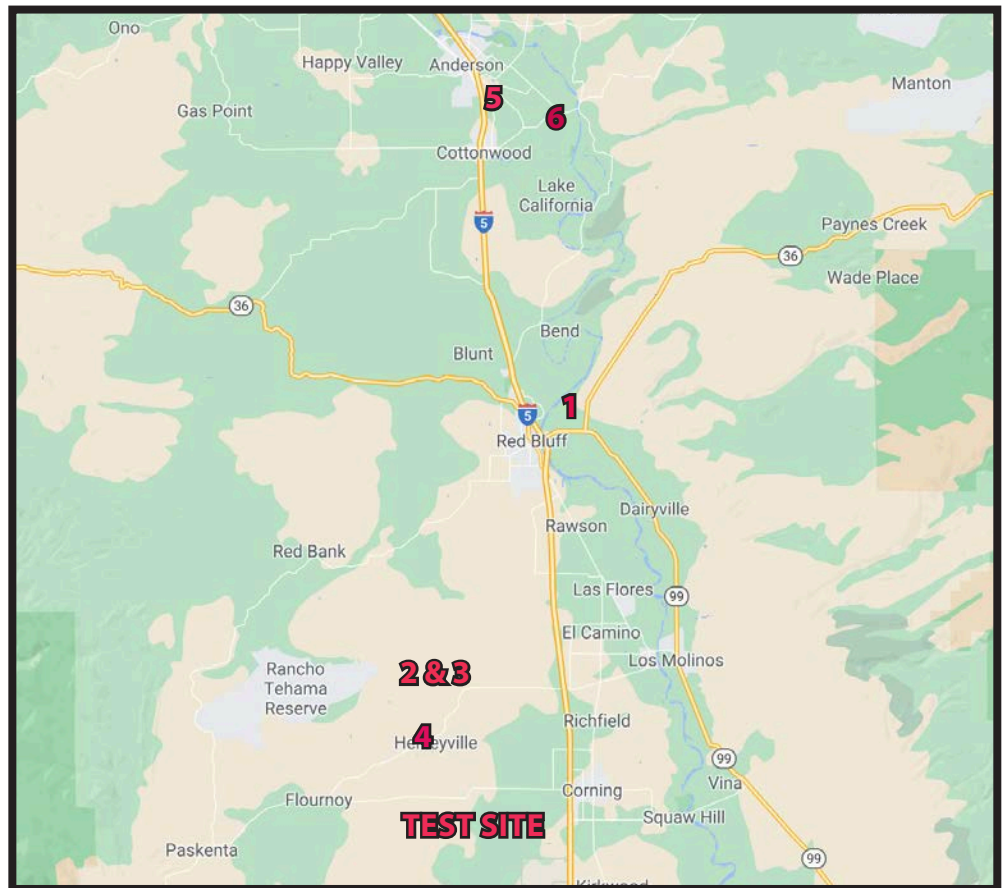 Ono
Happy Valley
Anderson
Manton
Gas Point
5
6
Cottonwood
Lake
California
5
Paynes Creek
36
Wade Place
36
Bend
Blunt
1
5
Red Bluff
Dairyville
Rawson
Red Bank
Las Flores
99
El Camino
Los Molinos
Rancho
Tehama
Reserve
2 & 3
Richfield
4
99
Vina
Corning
Flournoy
Squaw Hill
TEST SITE
Paskenta
99